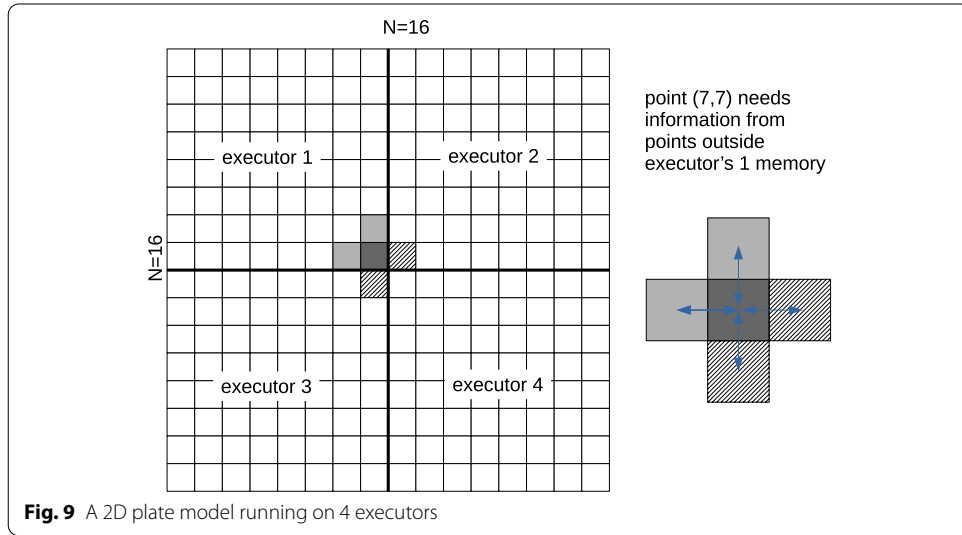 N=16
point (7,7) needs
information from
points outside
executor's 1 memory
executor 1
executor 2
N=16
executor 3
executor 4
Fig. 9 A 2D plate model running on 4 executors